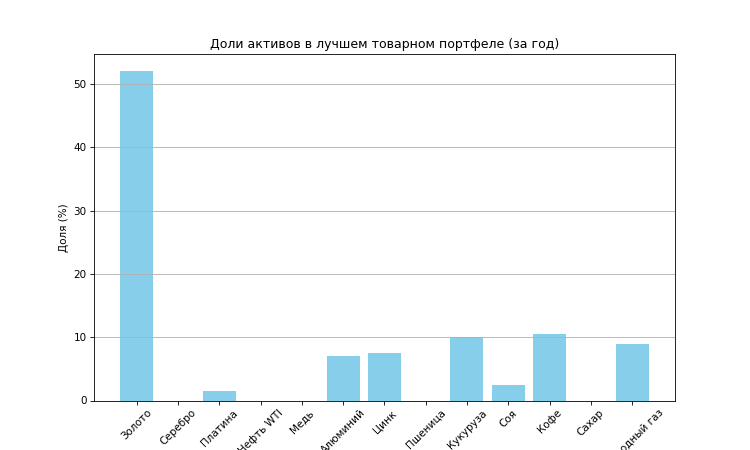 Доли активов в лучшем товарном портфеле (за год)
Доля (%)
50
40
30
20
10
0
Золото
Серебро
Платина
Нефть WTI
Медь
Алюминий
Цинк
Пшеница
Кукуруза
Соя
Кофе
Сахар
одный газ